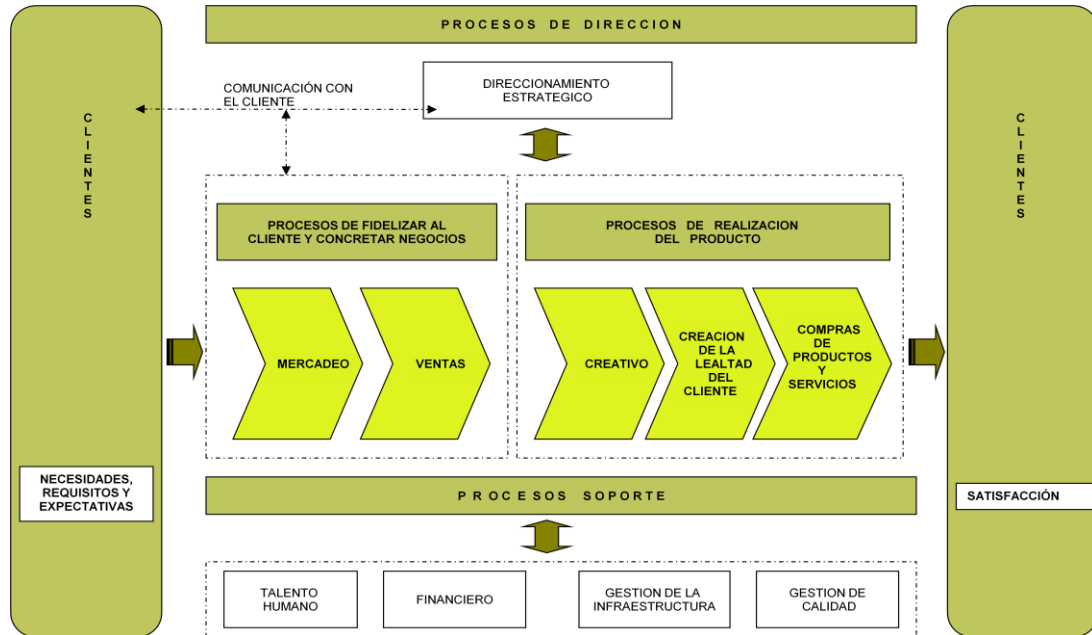 PROCESOS DE DIRECCION
CLIENTES
COMUNICACIÓN CON
EL CLIENTE
DIRECCIONAMIENTO
ESTRATEGICO
CLIENTES
PROCESOS DE FIDELIZAR AL
CLIENTE Y CONCRETAR NEGOCIOS
PROCESOS DE REALIZACION
DEL PRODUCTO
MERCADEO
VENTAS
CREATIVO
CREACION
DE LA
LEALTAD
DEL
CLIENTE
COMPRAS
DE
PRODUCTOS
Y
SERVICIOS
NECESIDADES,
REQUISITOS Y
EXPECTATIVAS
PROCESOS SOPORTE
SATISFACCIÓN
TALENTO
HUMANO
FINANCIERO
GESTION DE LA
INFRAESTRUCTURA
GESTION DE
CALIDAD